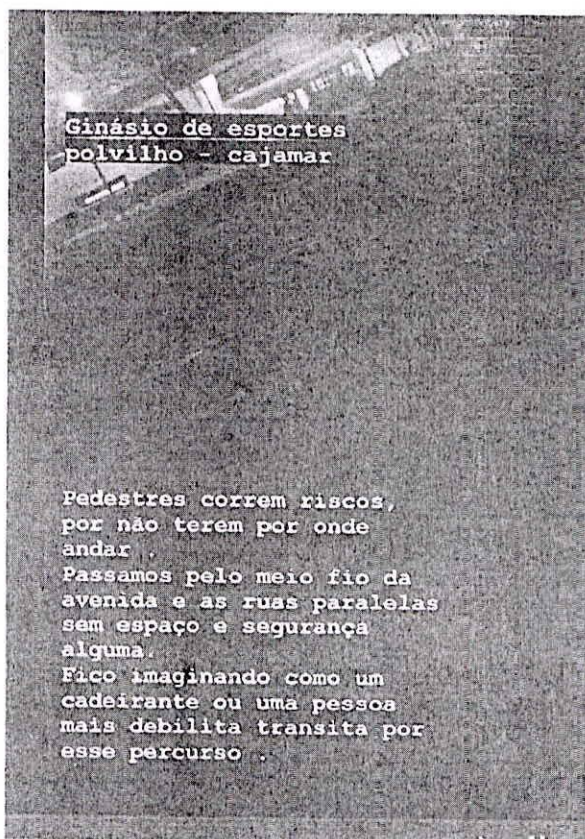 Ginásio de esportes
polvilho - cajamar
Pedestres correm riscos,
por não terem por onde
andar .
Passamos pelo meio fio da
avenida e as ruas paralelas
sem espaço e segurança
alguma.
Fico imaginando como um
cadeirante ou uma pessoa
mais debilita transita por
esse percurso .